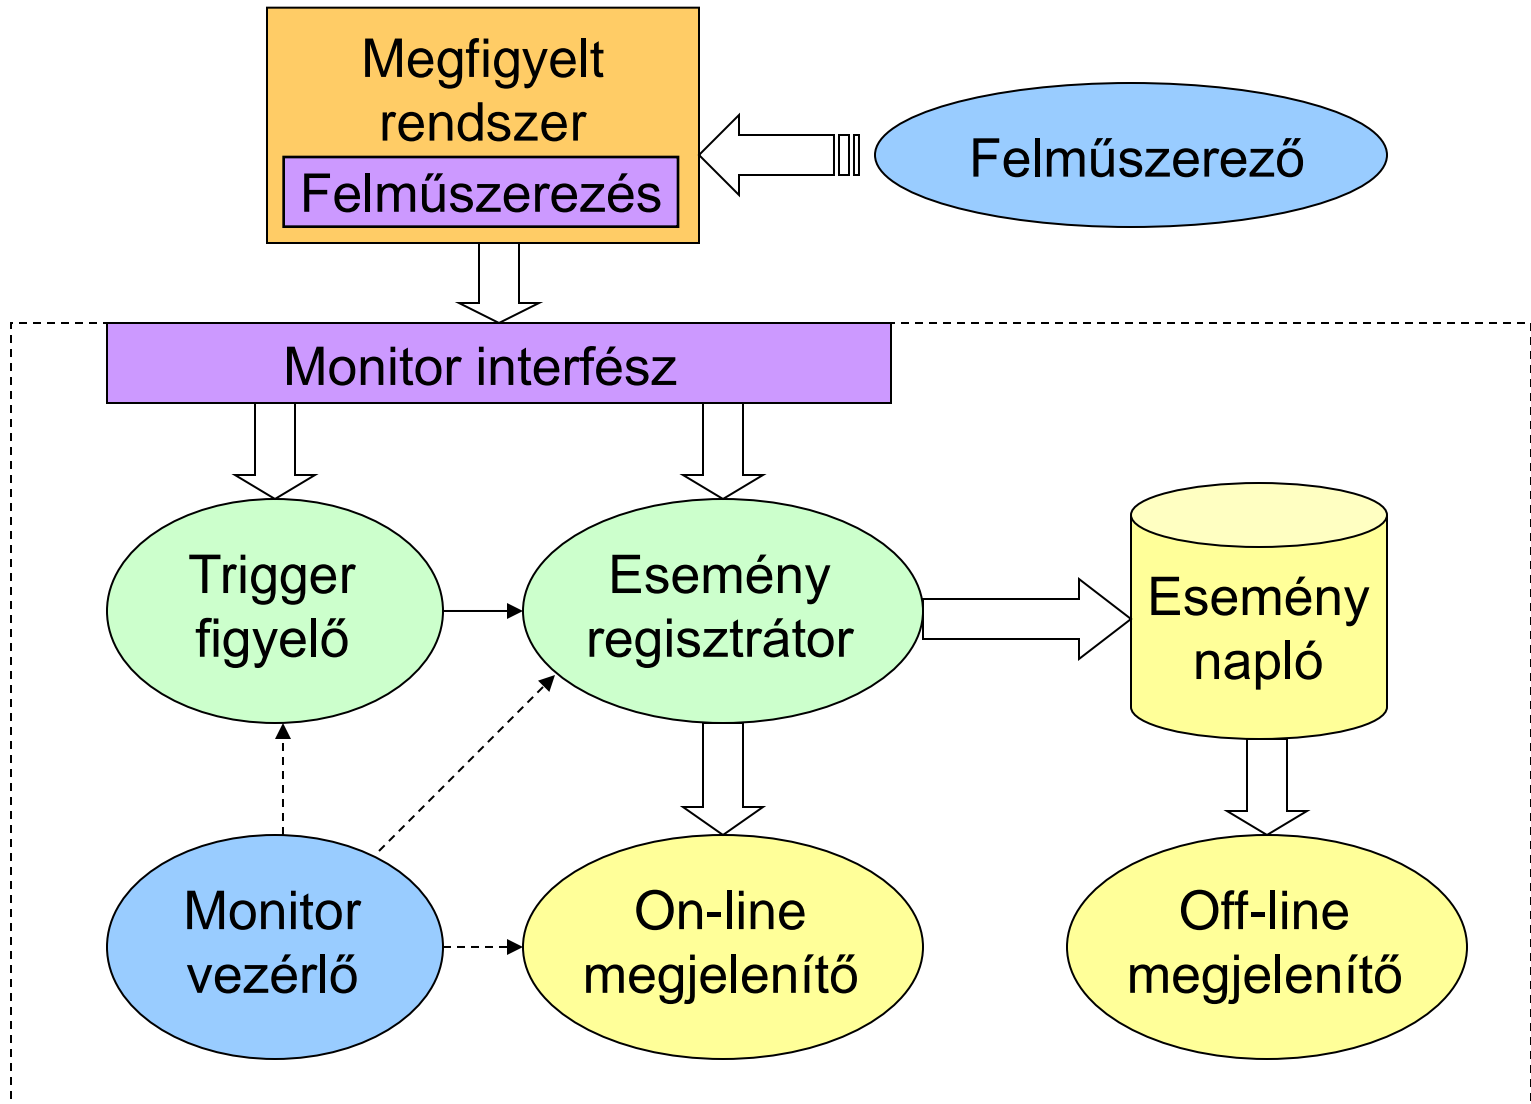 Megfigyelt
rendszer
Felműszerezés
Felműszerező
Monitor interfész
Trigger
figyelő
Esemény
regisztrátor
Esemény
napló
Monitor
vezérlő
On-line
megjelenítő
Off-line
megjelenítő